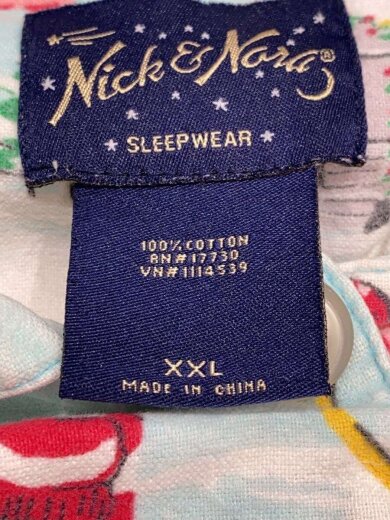 Nick & Nora®
SLEEPWEAR
100% COTTON
RN# 17730
VN# 1114539
XXL
MADE IN CHINA